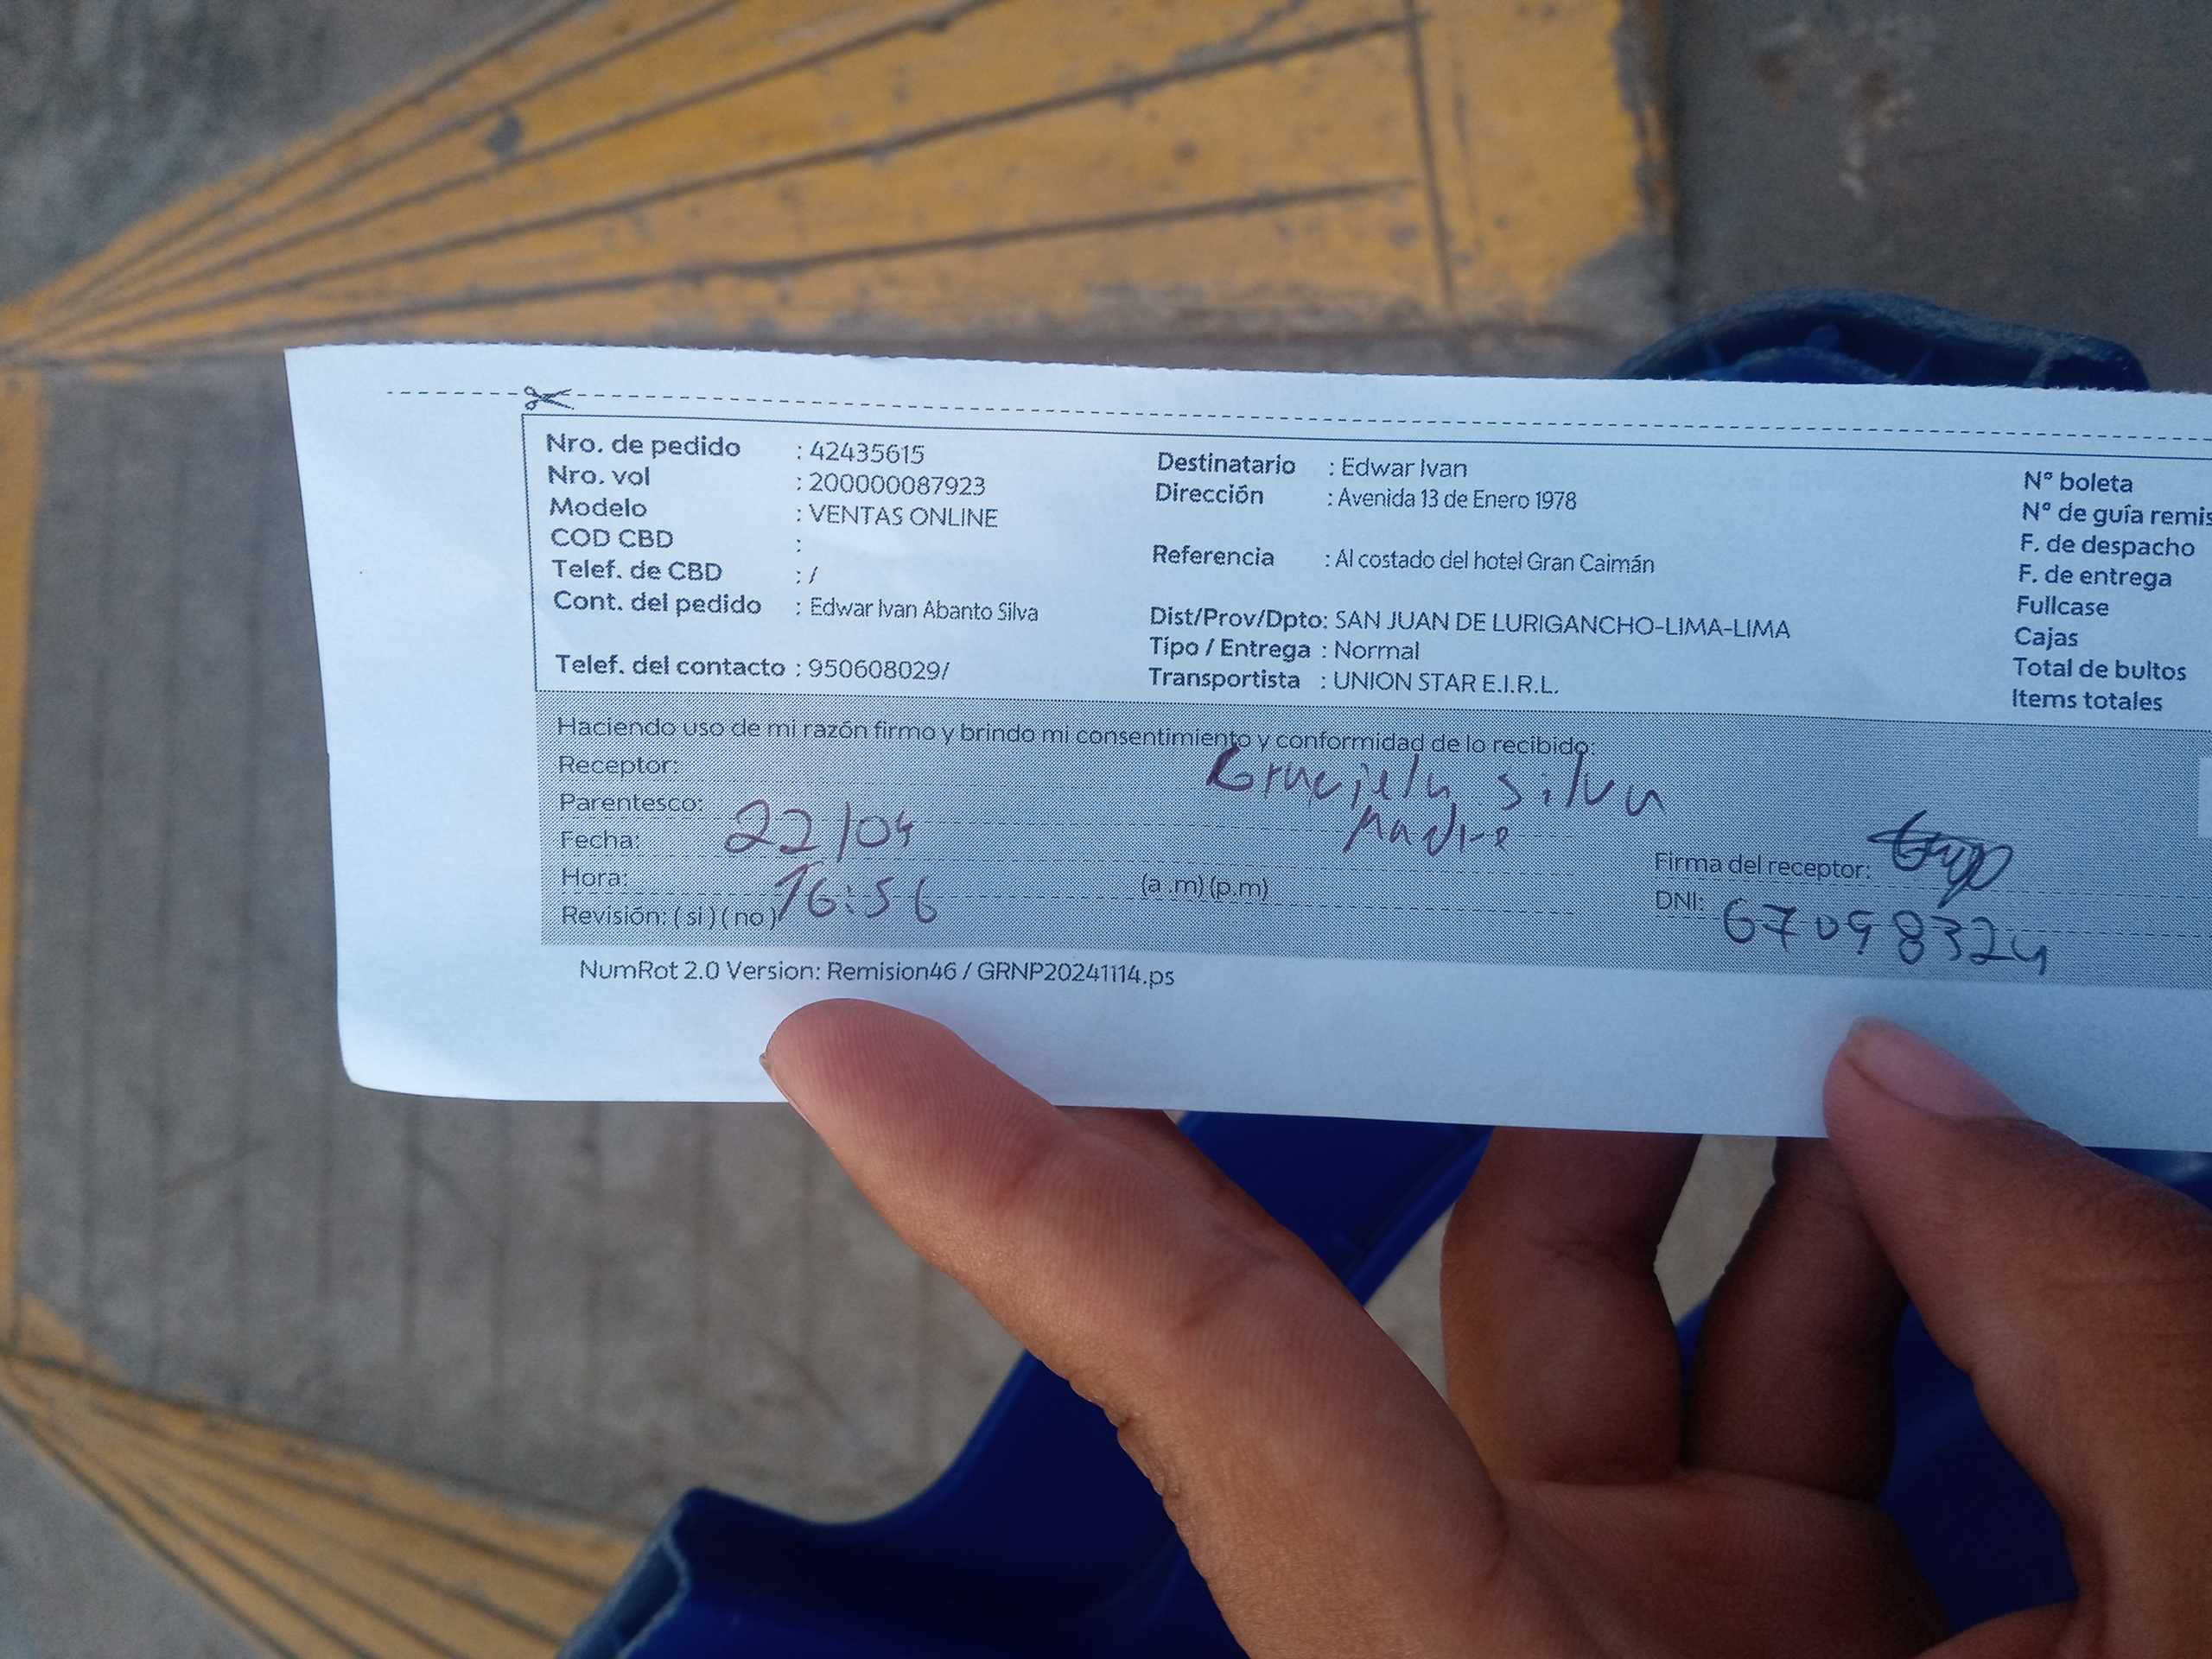 Nro. de pedido : 42435615
Nro. vol : 200000087923
Modelo : VENTAS ONLINE
COD CBD :
Telef. de CBD : /
Cont. del pedido : Edwar Ivan Abanto Silva
Telef. del contacto : 950608029/
Destinatario : Edwar Ivan
Dirección : Avenida 13 de Enero 1978
Referencia : Al costado del hotel Gran Caimán
Dist/Prov/Dpto: SAN JUAN DE LURIGANCHO-LIMA-LIMA
Tipo / Entrega : Normal
Transportista : UNION STAR E.I.R.L.
N° boleta
N° de guía remis
F. de despacho
F. de entrega
Fullcase
Cajas
Total de bultos
Items totales
Haciendo uso de mi razón firmo y brindo mi consentimiento y conformidad de lo recibido:
Receptor: Graciela Silva
Parentesco: Madre
Fecha: 22/04
Hora: 16:56 (a .m) (p.m)
Revisión: ( si ) ( no )
Firma del receptor:
DNI: 67098324
NumRot 2.0 Version: Remision46 / GRNP20241114.ps